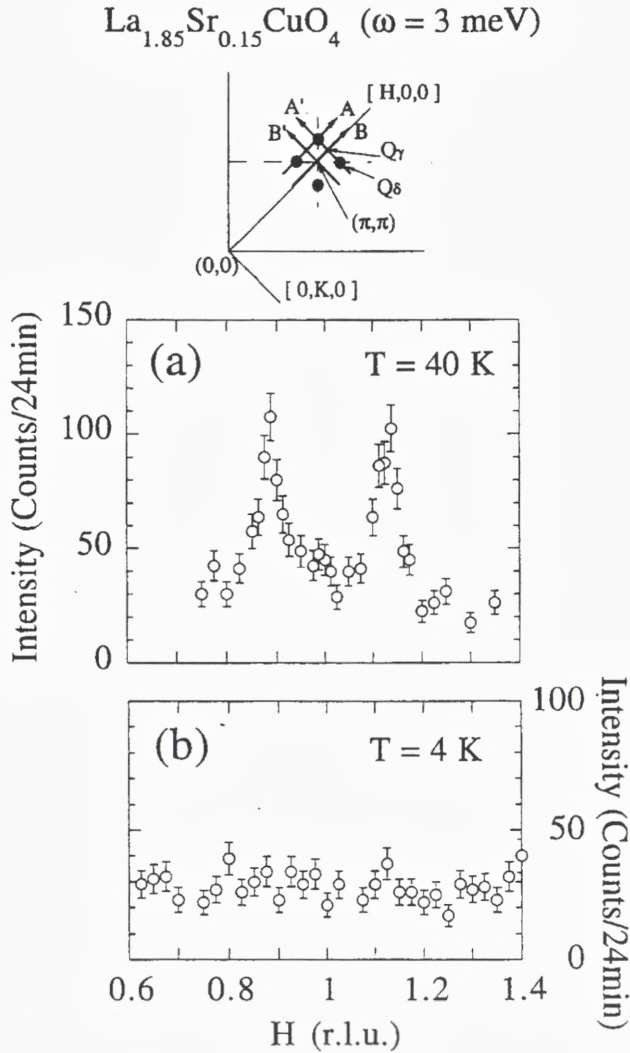 La1.85Sr0.15CuO4 (ω = 3 meV)
[ H,0,0 ]
A' A
B' B
Qγ
Qδ
(π,π)
(0,0)
[ 0,K,0 ]
(a) T = 40 K
150
100
50
0
Intensity (Counts/24min)
(b) T = 4 K
100
50
0
Intensity (Counts/24min)
0.6 0.8 1 1.2 1.4
H (r.l.u.)